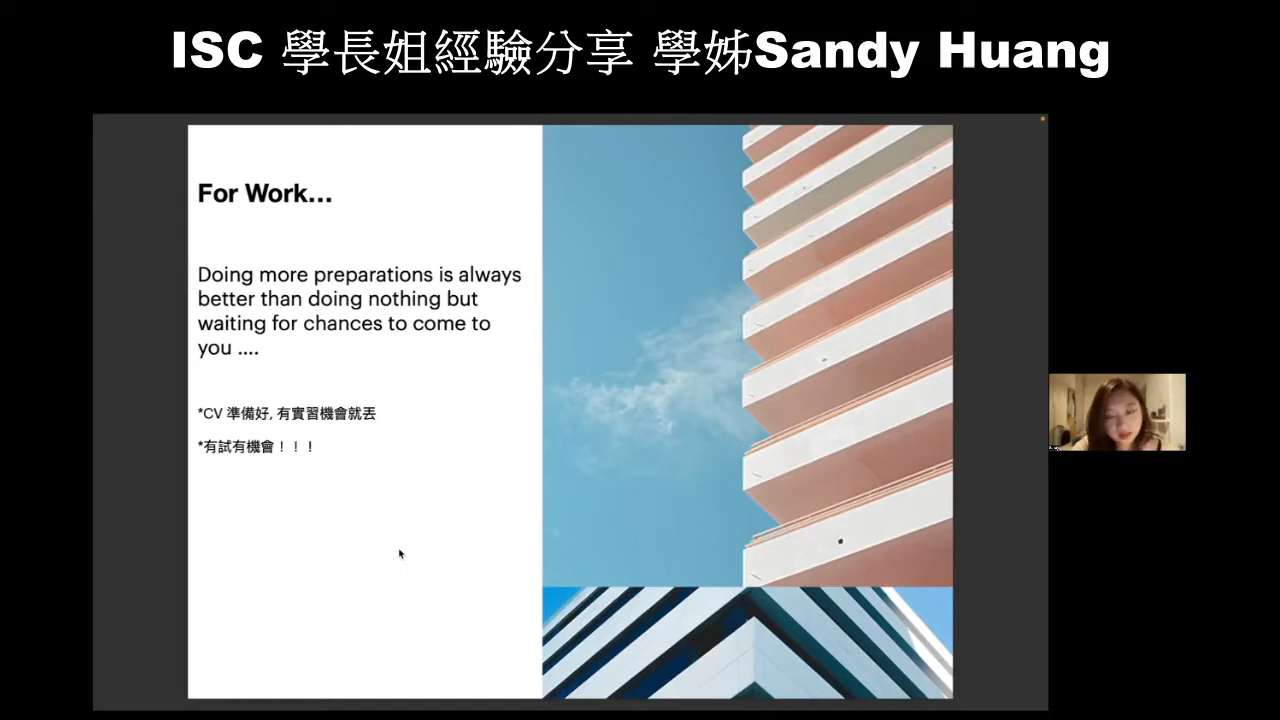 ISC 學長姐經驗分享 學姊Sandy Huang
For Work...
Doing more preparations is always
better than doing nothing but
waiting for chances to come to
you ....
*CV 準備好, 有實習機會就丟
*有試有機會！！！